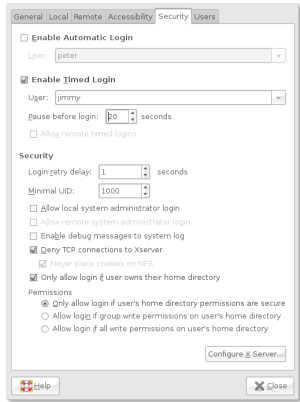 General Local Remote Accessibility Security Users
Enable Automatic Login
User: peter
Enable Timed Login
User: jimmy
Pause before login: 20 seconds
Allow remote timed logins
Security
Login retry delay: 1 seconds
Minimal UID: 1000
Allow local system administrator login
Allow remote system administrator login
Enable debug messages to system log
Deny TCP connections to Xserver
Never place cookies on NFS
Only allow login if user owns their home directory
Permissions
Only allow login if user's home directory permissions are secure
Allow login if group write permissions on user's home directory
Allow login if all write permissions on user's home directory
Configure X Server...
Help
Close